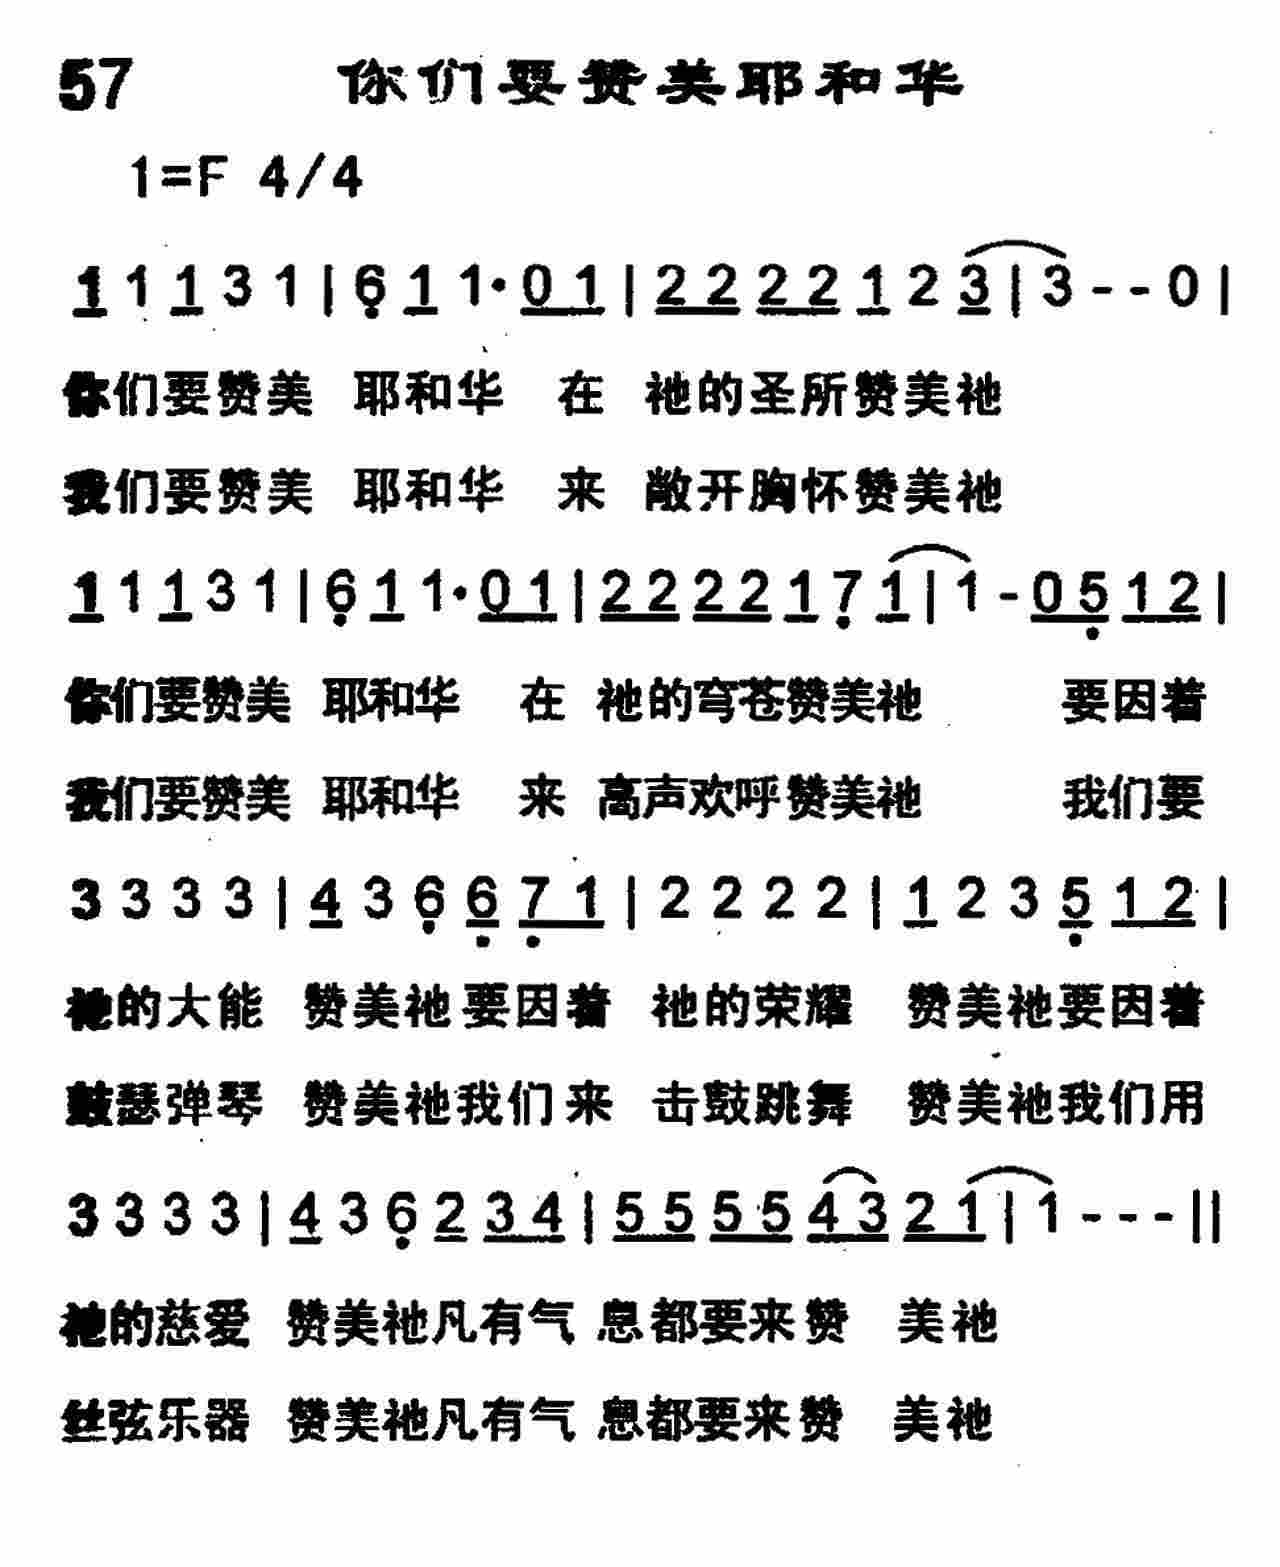 57 你们要赞美耶和华
1=F 4/4
1 1 1 3 1 | 6 1 1· 0 1 | 2 2 2 2 1 2 3 | 3 - - 0 |
你们要赞美 耶和华 在 祂的圣所赞美祂
我们要赞美 耶和华 来 敞开胸怀赞美祂
1 1 1 3 1 | 6 1 1· 0 1 | 2 2 2 2 1 7 1 | 1 - 0 5 1 2 |
你们要赞美 耶和华 在 祂的穹苍赞美祂 要因着
我们要赞美 耶和华 来 高声欢呼赞美祂 我们要
3 3 3 3 | 4 3 6 6 7 1 | 2 2 2 2 | 1 2 3 5 1 2 |
祂的大能 赞美祂要因着 祂的荣耀 赞美祂要因着
鼓瑟弹琴 赞美祂我们来 击鼓跳舞 赞美祂我们用
3 3 3 3 | 4 3 6 2 3 4 | 5 5 5 5 4 3 2 1 | 1 - - - ||
祂的慈爱 赞美祂凡有气 息都要来赞 美祂
丝弦乐器 赞美祂凡有气 息都要来赞 美祂